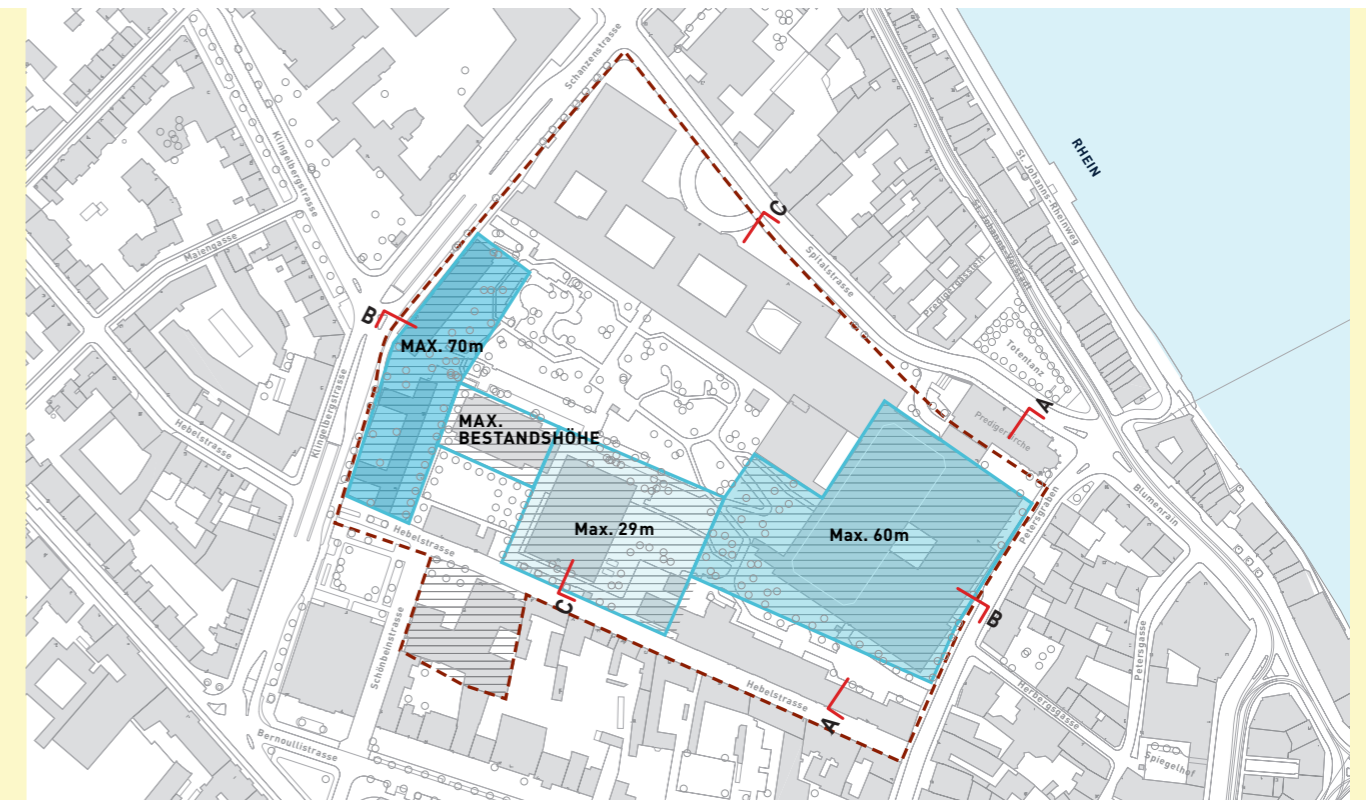 Schanzenstrasse
Klingelbergstrasse
RHEIN
St. Johanns-Rheinweg
St. Johanns-Vorstadt
C
Maiengasse
Spitalstrasse
Predigergässlein
B
MAX. 70m
Totentanz
A
Klingelbergstrasse
MAX.
BESTANDSHÖHE
Hebelstrasse
Predigerkirche
Petersgraben
Blumenrain
Max. 29m
Max. 60m
Hebelstrasse
C
B
Schönbeinstrasse
Petersgasse
Hebelstrasse
Herbergsgasse
A
Bernoullistrasse
Spiegelhof